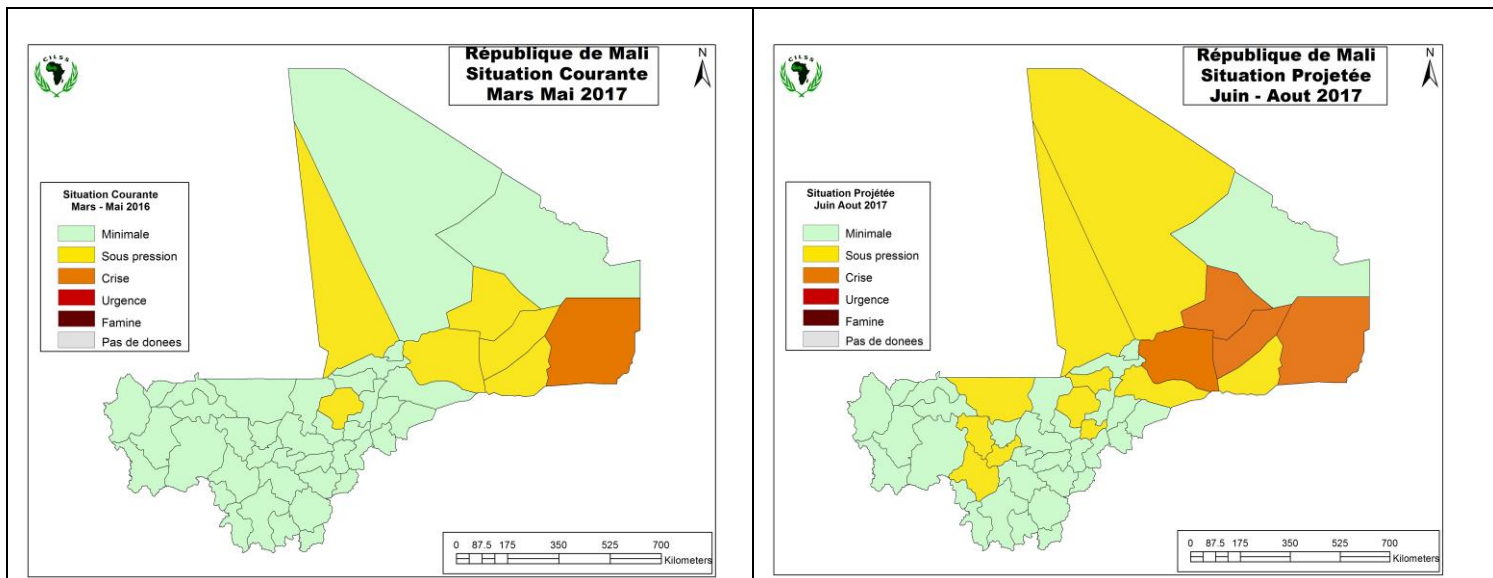 CILSS
République de Mali
Situation Courante
Mars Mai 2017
N
Situation Courante
Mars - Mai 2016
Minimale
Sous pression
Crise
Urgence
Famine
Pas de donees
0 87.5 175 350 525 700
Kilometers
CILSS
République de Mali
Situation Projetée
Juin - Aout 2017
N
Situation Projétée
Juin Aout 2017
Minimale
Sous pression
Crise
Urgence
Famine
Pas de donees
0 87.5 175 350 525 700
Kilometers